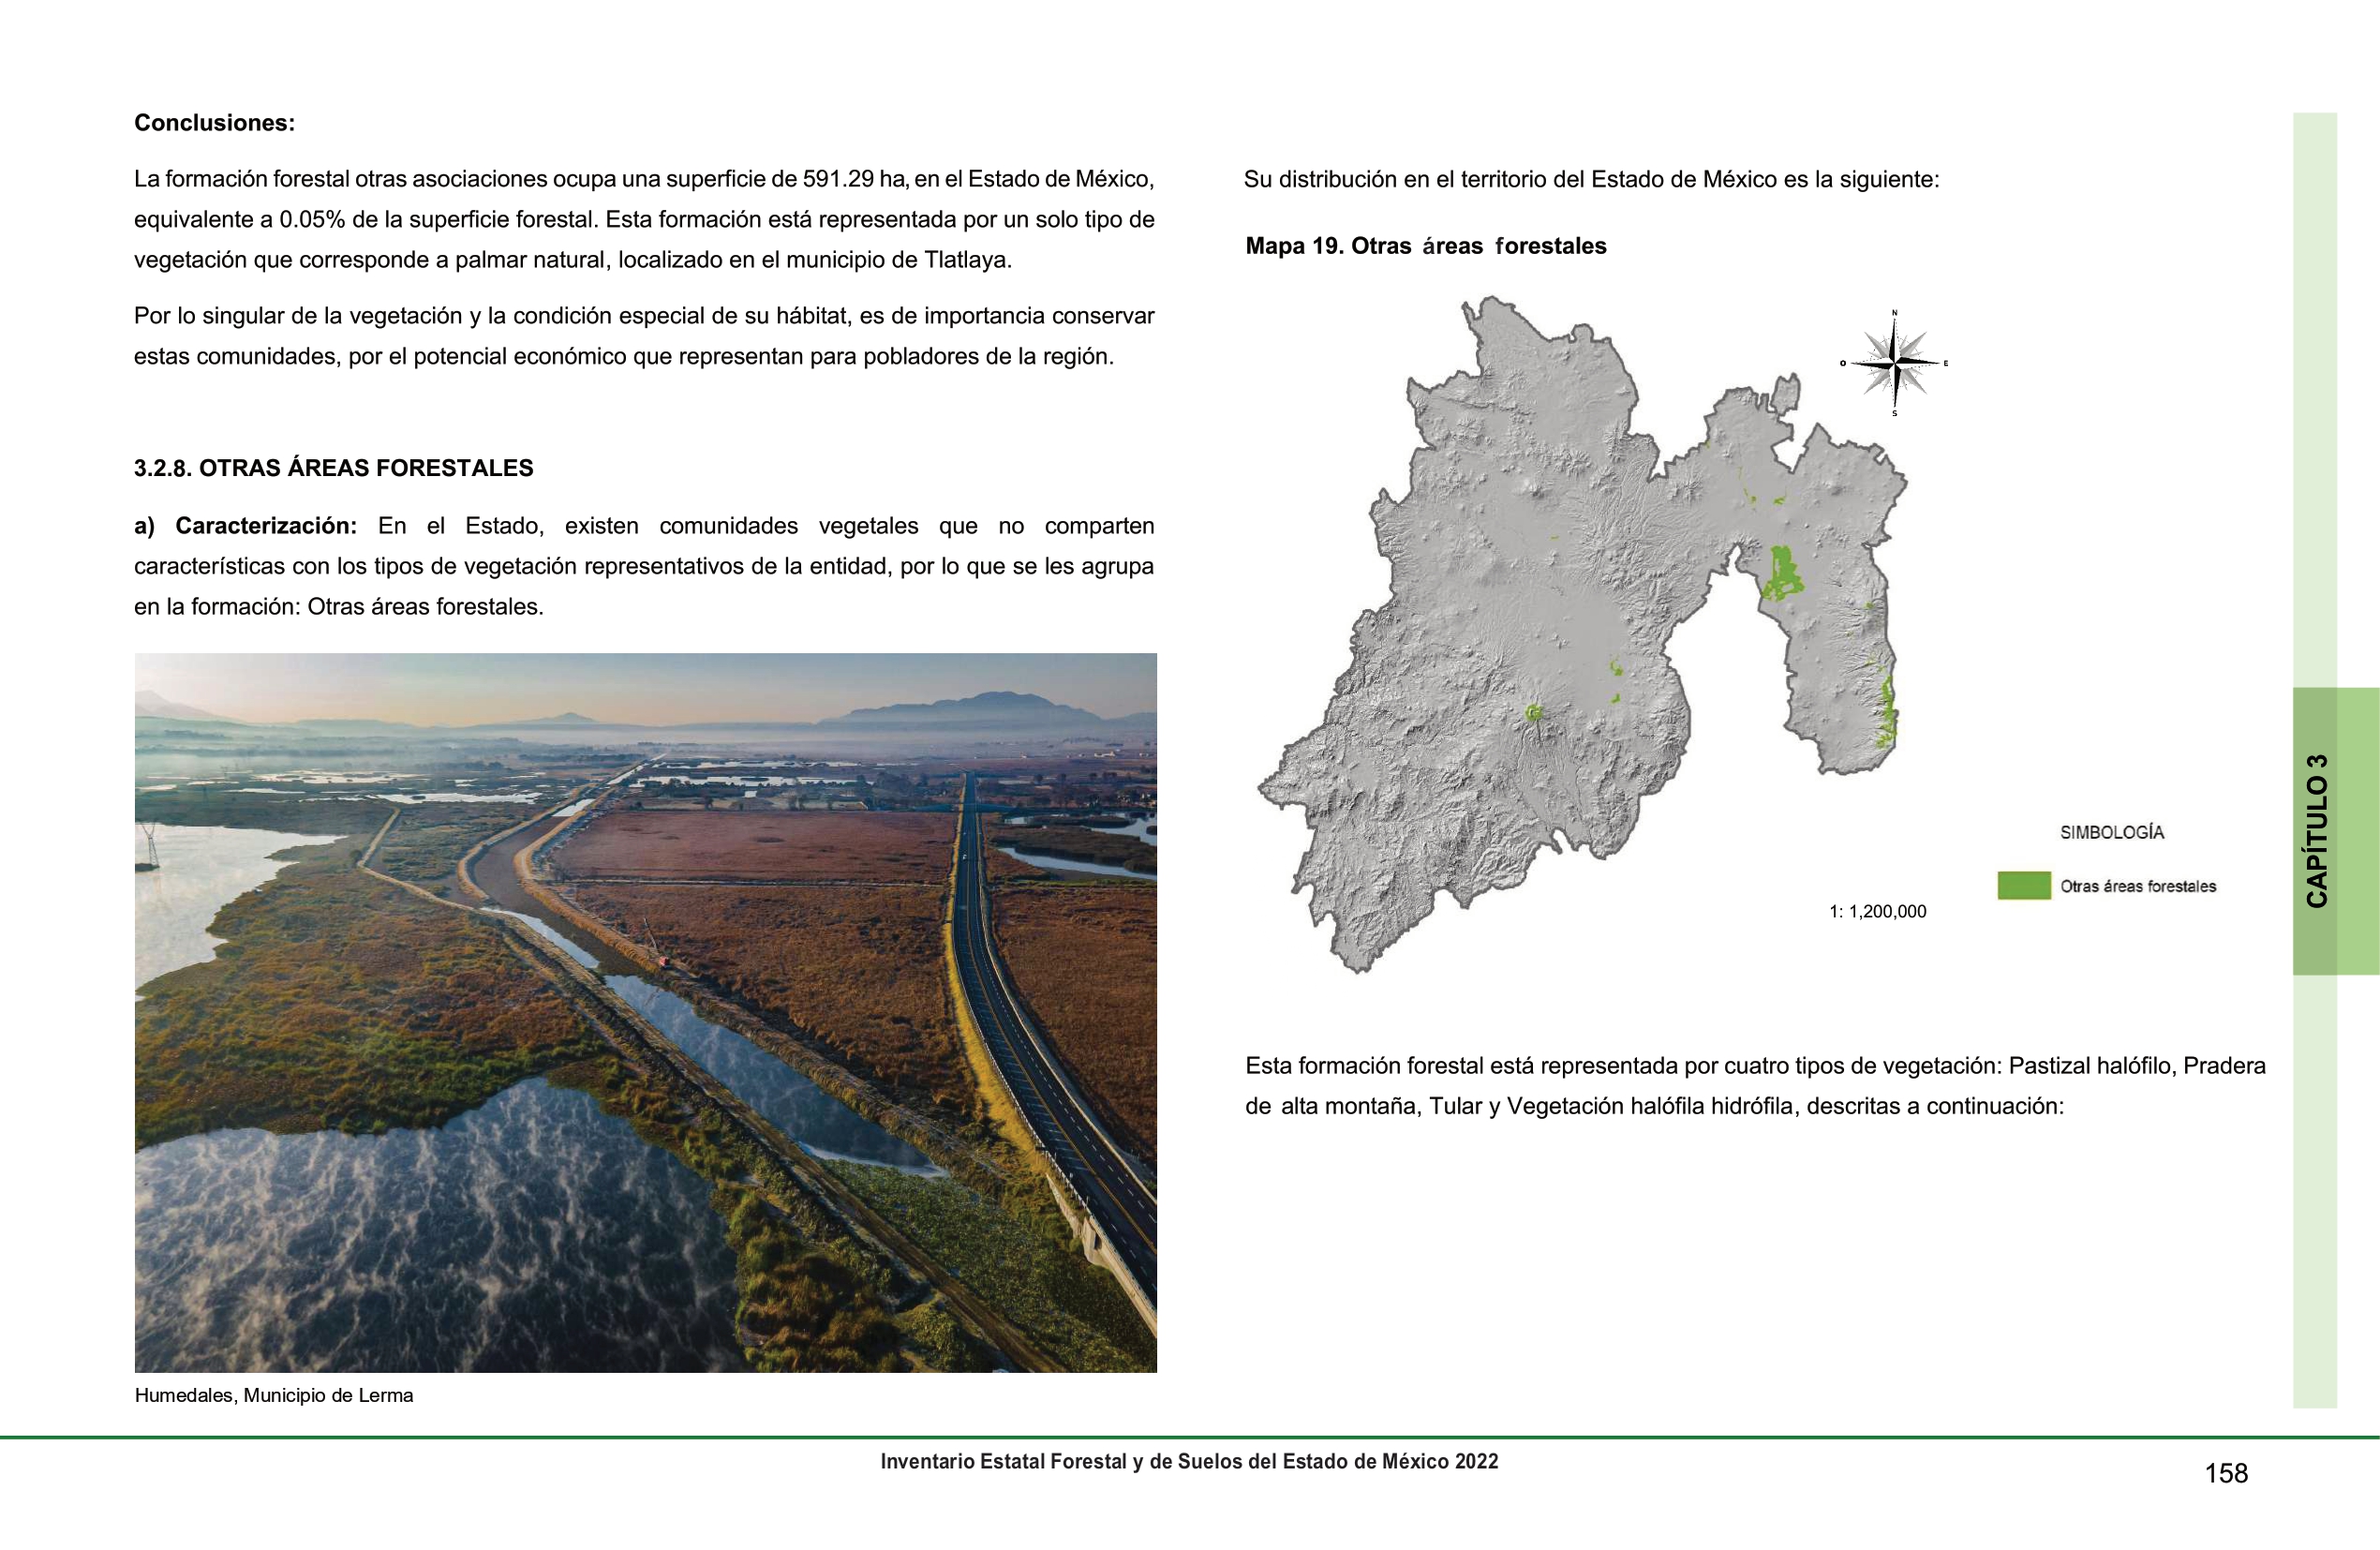 Conclusiones:
La formación forestal otras asociaciones ocupa una superficie de 591.29 ha, en el Estado de México,
equivalente a 0.05% de la superficie forestal. Esta formación está representada por un solo tipo de
vegetación que corresponde a palmar natural, localizado en el municipio de Tlatlaya.
Por lo singular de la vegetación y la condición especial de su hábitat, es de importancia conservar
estas comunidades, por el potencial económico que representan para pobladores de la región.
3.2.8. OTRAS ÁREAS FORESTALES
a) Caracterización: En el Estado, existen comunidades vegetales que no comparten
características con los tipos de vegetación representativos de la entidad, por lo que se les agrupa
en la formación: Otras áreas forestales.
Humedales, Municipio de Lerma
Su distribución en el territorio del Estado de México es la siguiente:
Mapa 19. Otras áreas forestales
N
O
E
S
SIMBOLOGÍA
Otras áreas forestales
1: 1,200,000
Esta formación forestal está representada por cuatro tipos de vegetación: Pastizal halófilo, Pradera
de alta montaña, Tular y Vegetación halófila hidrófila, descritas a continuación:
CAPÍTULO 3
Inventario Estatal Forestal y de Suelos del Estado de México 2022
158